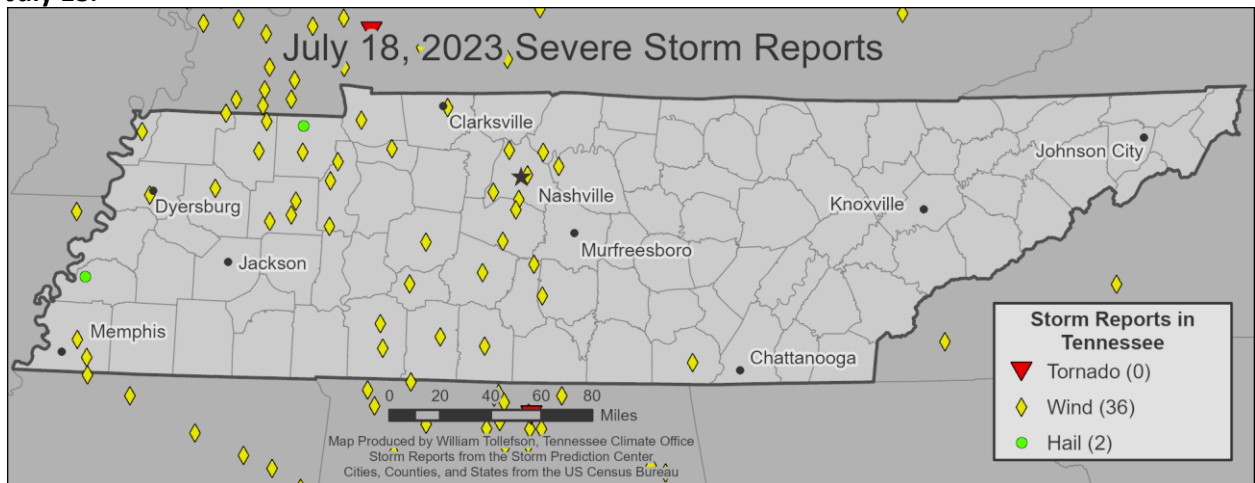 July 18.
July 18, 2023 Severe Storm Reports
Clarksville
Johnson City
Nashville
Dyersburg
Knoxville
Murfreesboro
Jackson
Memphis
Chattanooga
Storm Reports in
Tennessee
Tornado (0)
Wind (36)
Hail (2)
0 20 40 60 80
Miles
Map Produced by William Tollefson, Tennessee Climate Office
Storm Reports from the Storm Prediction Center
Cities, Counties, and States from the US Census Bureau